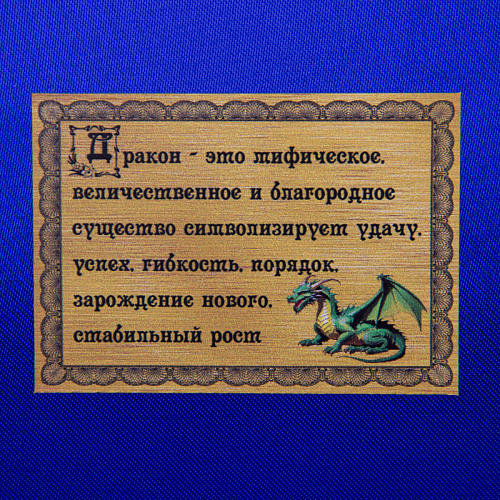 Дракон - это мифическое,
величественное и благородное
существо символизирует удачу,
успех, гибкость, порядок,
зарождение нового,
стабильный рост